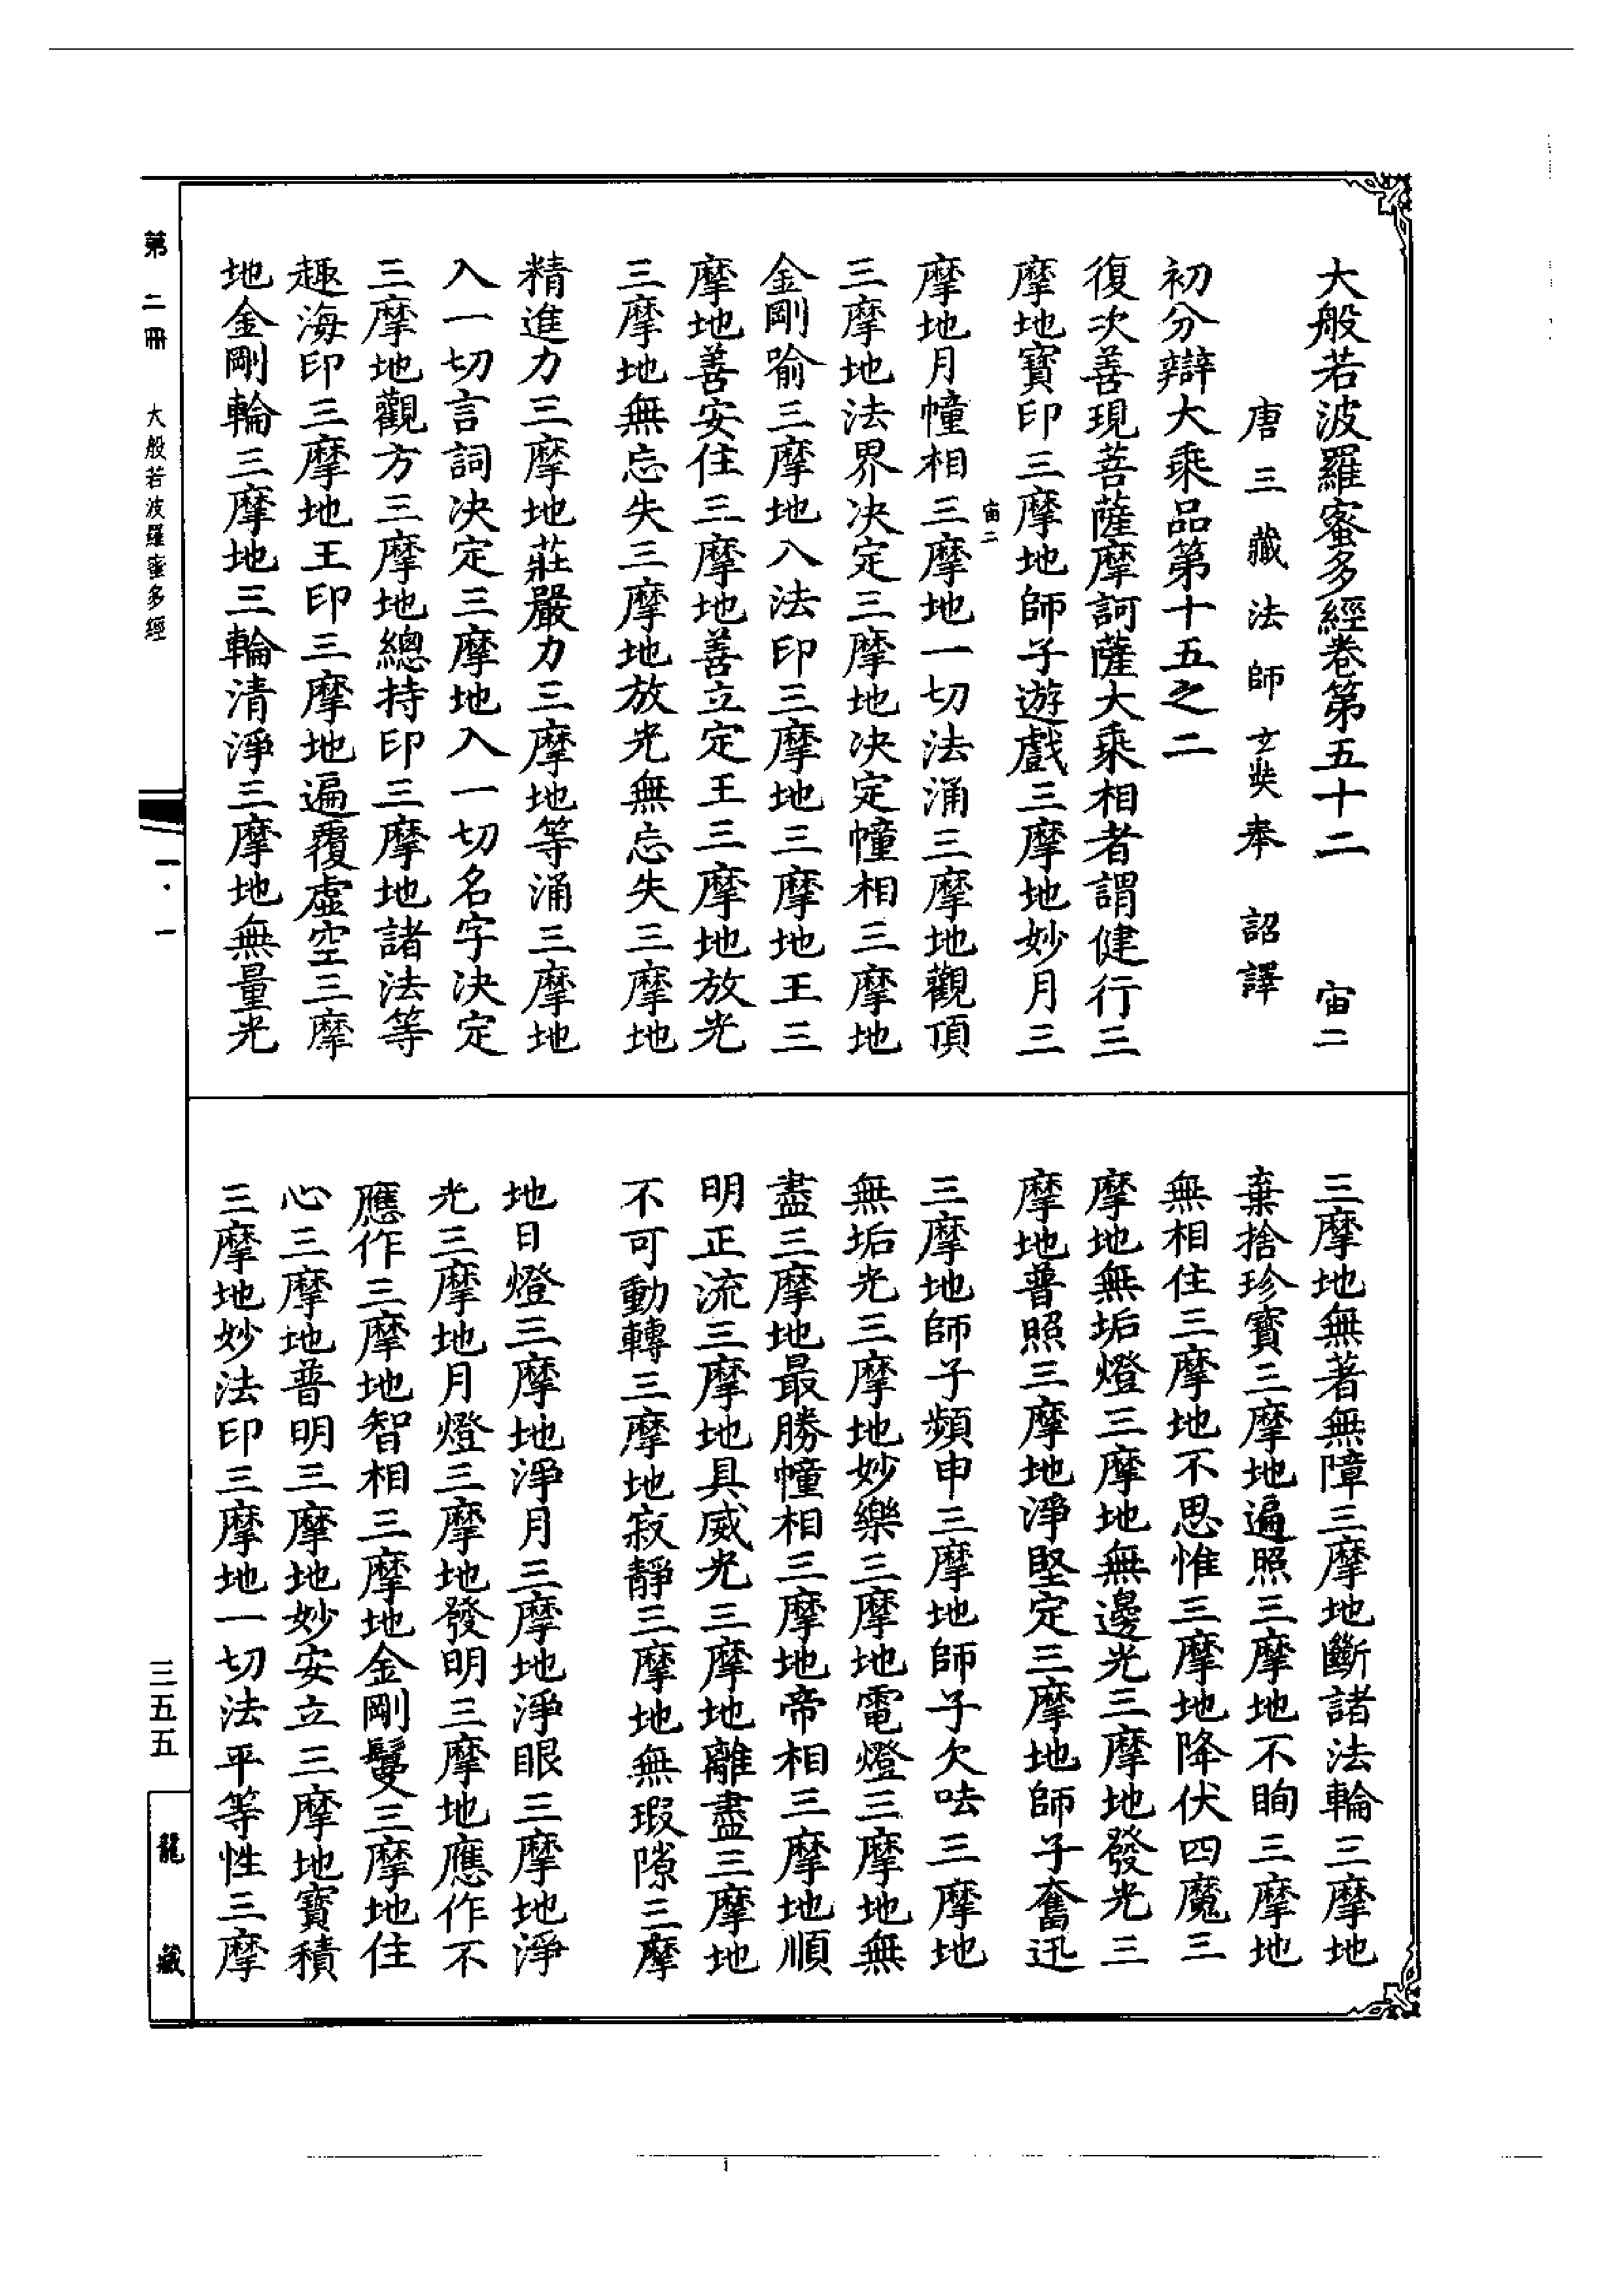 大般若波羅蜜多經卷第五十二　宙二
唐三藏法師玄奘奉　詔譯
初分辯大乘品第十五之二
復次善現菩薩摩訶薩大乘相者謂健行三
摩地寶印三摩地師子遊戲三摩地妙月三
宙二
摩地月幢相三摩地一切法涌三摩地觀頂
三摩地法界决定三摩地决定幢相三摩地
金剛喻三摩地入法印三摩地三摩地王三
摩地善安住三摩地善立定王三摩地放光
三摩地無忘失三摩地放光無忘失三摩地
精進力三摩地莊嚴力三摩地等涌三摩地
入一切言詞决定三摩地入一切名字决定
三摩地觀方三摩地總持印三摩地諸法等
趣海印三摩地王印三摩地遍覆虛空三摩
地金剛輪三摩地三輪清淨三摩地無量光
三摩地無著無障三摩地斷諸法輪三摩地
棄捨珍寶三摩地遍照三摩地不眴三摩地
無相住三摩地不思惟三摩地降伏四魔三
摩地無垢燈三摩地無邊光三摩地發光三
摩地普照三摩地淨堅定三摩地師子奮迅
三摩地師子頻申三摩地師子欠呿三摩地
無垢光三摩地妙樂三摩地電燈三摩地無
盡三摩地最勝幢相三摩地帝相三摩地順
明正流三摩地具威光三摩地離盡三摩地
不可動轉三摩地寂靜三摩地無瑕隙三摩
地日燈三摩地淨月三摩地淨眼三摩地淨
光三摩地月燈三摩地發明三摩地應作不
應作三摩地智相三摩地金剛鬘三摩地住
心三摩地普明三摩地妙安立三摩地寶積
三摩地妙法印三摩地一切法平等性三摩
第二冊　大般若波羅蜜多經
一·一
三五五
龍藏